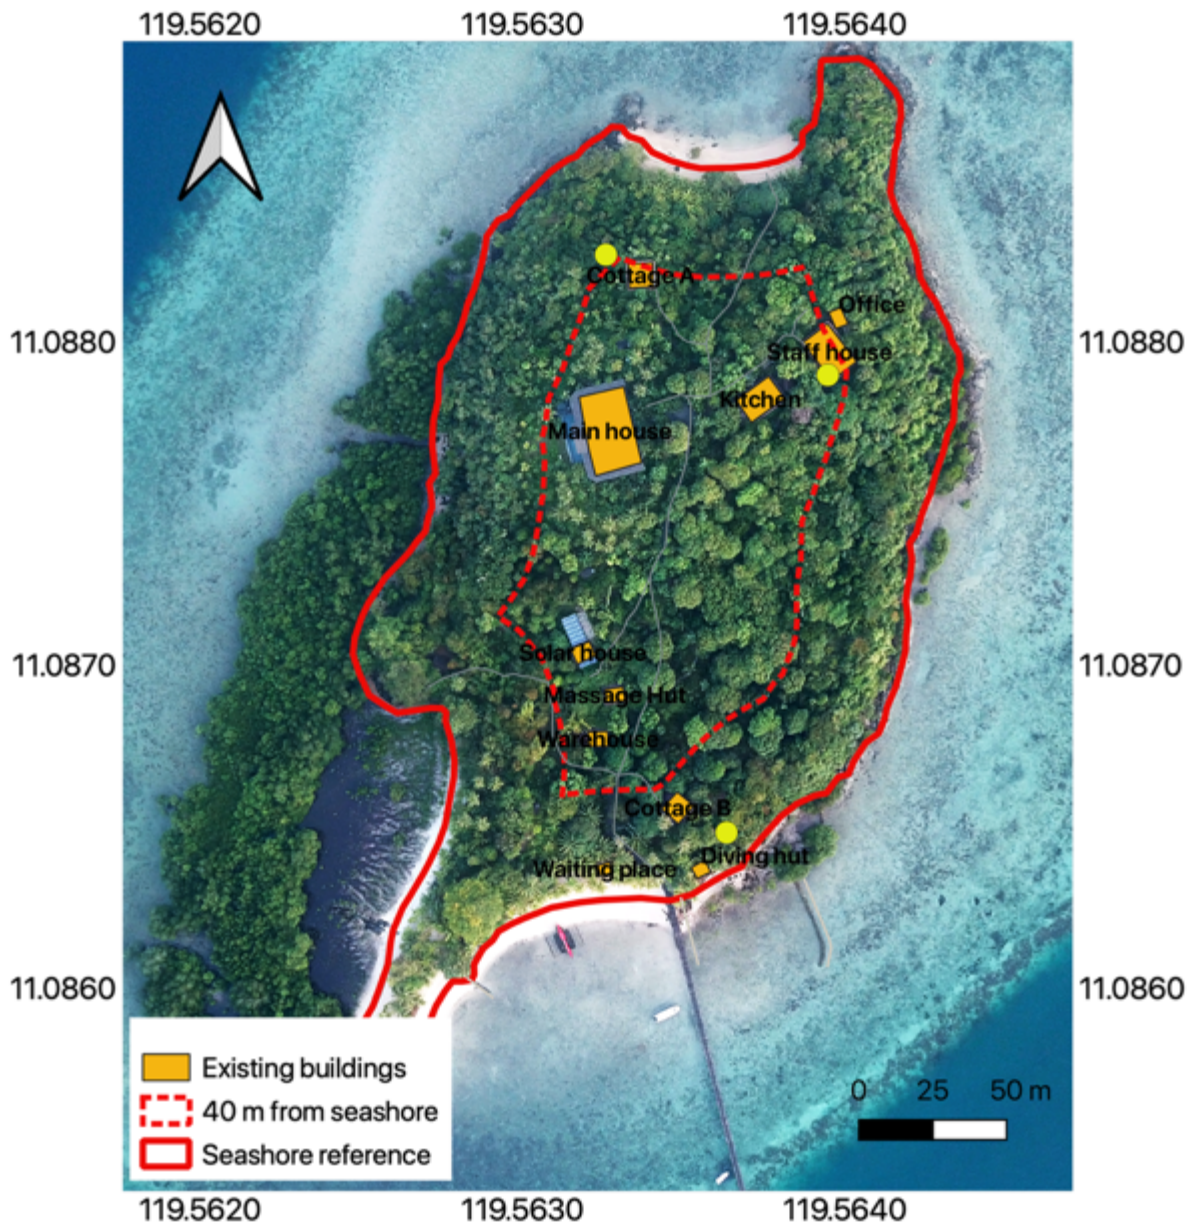 119.5620 119.5630 119.5640
Cottage A
Office
11.0880 11.0880
Staff house
Kitchen
Main house
Solar house
11.0870 11.0870
Massage Hut
Warehouse
Cottage B
Diving hut
Waiting place
11.0860 11.0860
Existing buildings
0 25 50 m
40 m from seashore
Seashore reference
119.5620 119.5630 119.5640